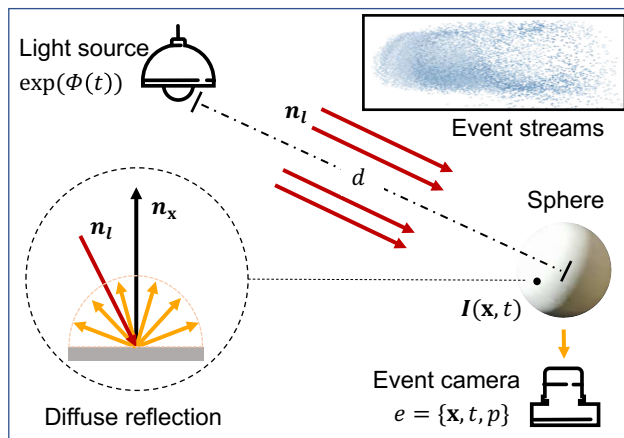 Light source
exp(Φ(t))
Event streams
n_l
d
Sphere
n_l
n_x
I(x, t)
Event camera
e = {x, t, p}
Diffuse reflection